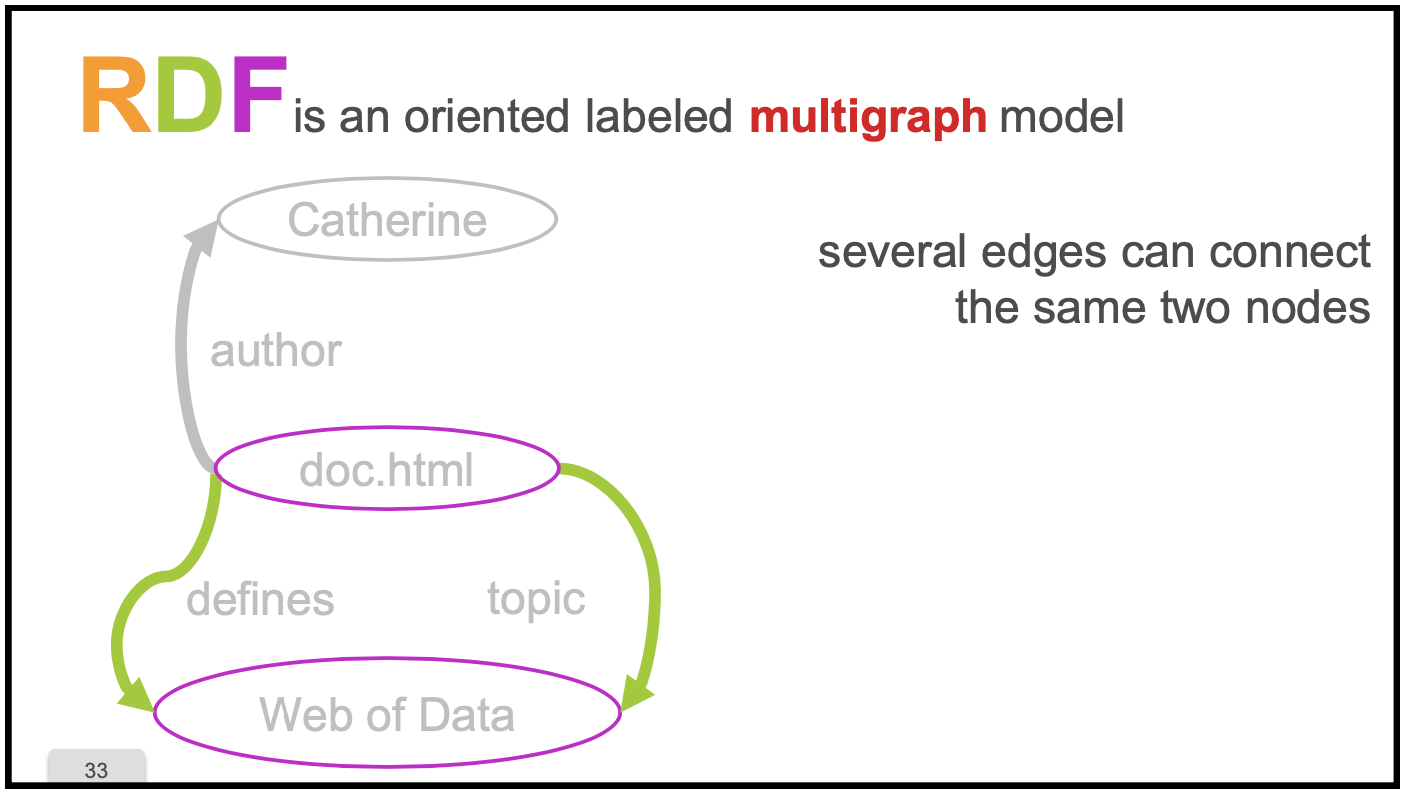 RDF is an oriented labeled multigraph model
Catherine
several edges can connect
the same two nodes
author
doc.html
defines
topic
Web of Data
33